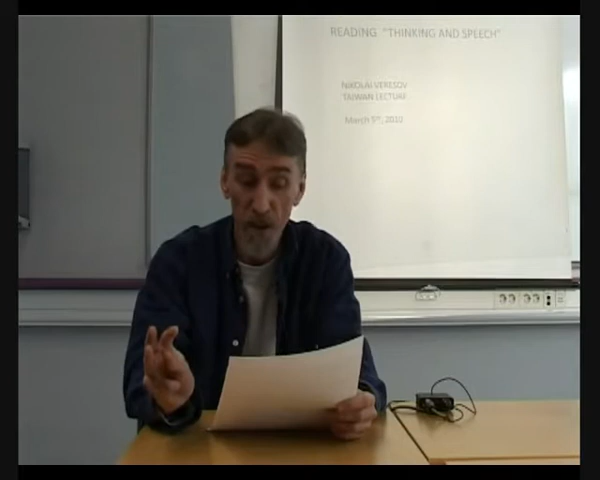 READING "THINKING AND SPEECH"
NIKOLAI VERESOV
TAIWAN LECTURE
March 5th, 2010